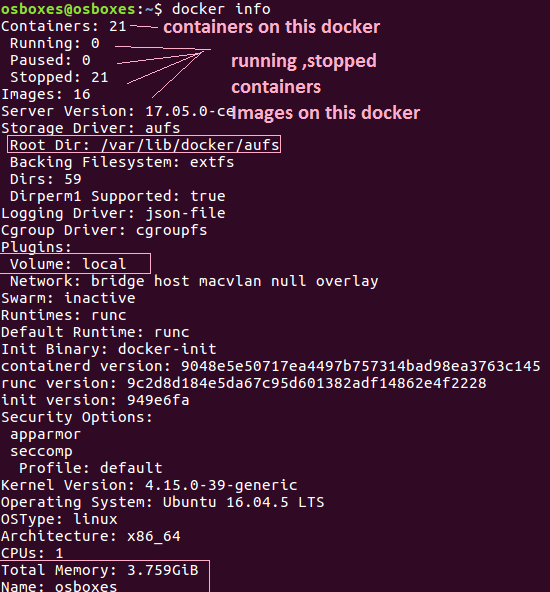 osboxes@osboxes:~$ docker info
Containers: 21 containers on this docker
Running: 0
Paused: 0 running ,stopped
Stopped: 21 containers
Images: 16
Server Version: 17.05.0-ce Images on this docker
Storage Driver: aufs
Root Dir: /var/lib/docker/aufs
Backing Filesystem: extfs
Dirs: 59
Dirperm1 Supported: true
Logging Driver: json-file
Cgroup Driver: cgroupfs
Plugins:
Volume: local
Network: bridge host macvlan null overlay
Swarm: inactive
Runtimes: runc
Default Runtime: runc
Init Binary: docker-init
containerd version: 9048e5e50717ea4497b757314bad98ea3763c145
runc version: 9c2d8d184e5da67c95d601382adf14862e4f2228
init version: 949e6fa
Security Options:
apparmor
seccomp
Profile: default
Kernel Version: 4.15.0-39-generic
Operating System: Ubuntu 16.04.5 LTS
OSType: linux
Architecture: x86_64
CPUs: 1
Total Memory: 3.759GiB
Name: osboxes